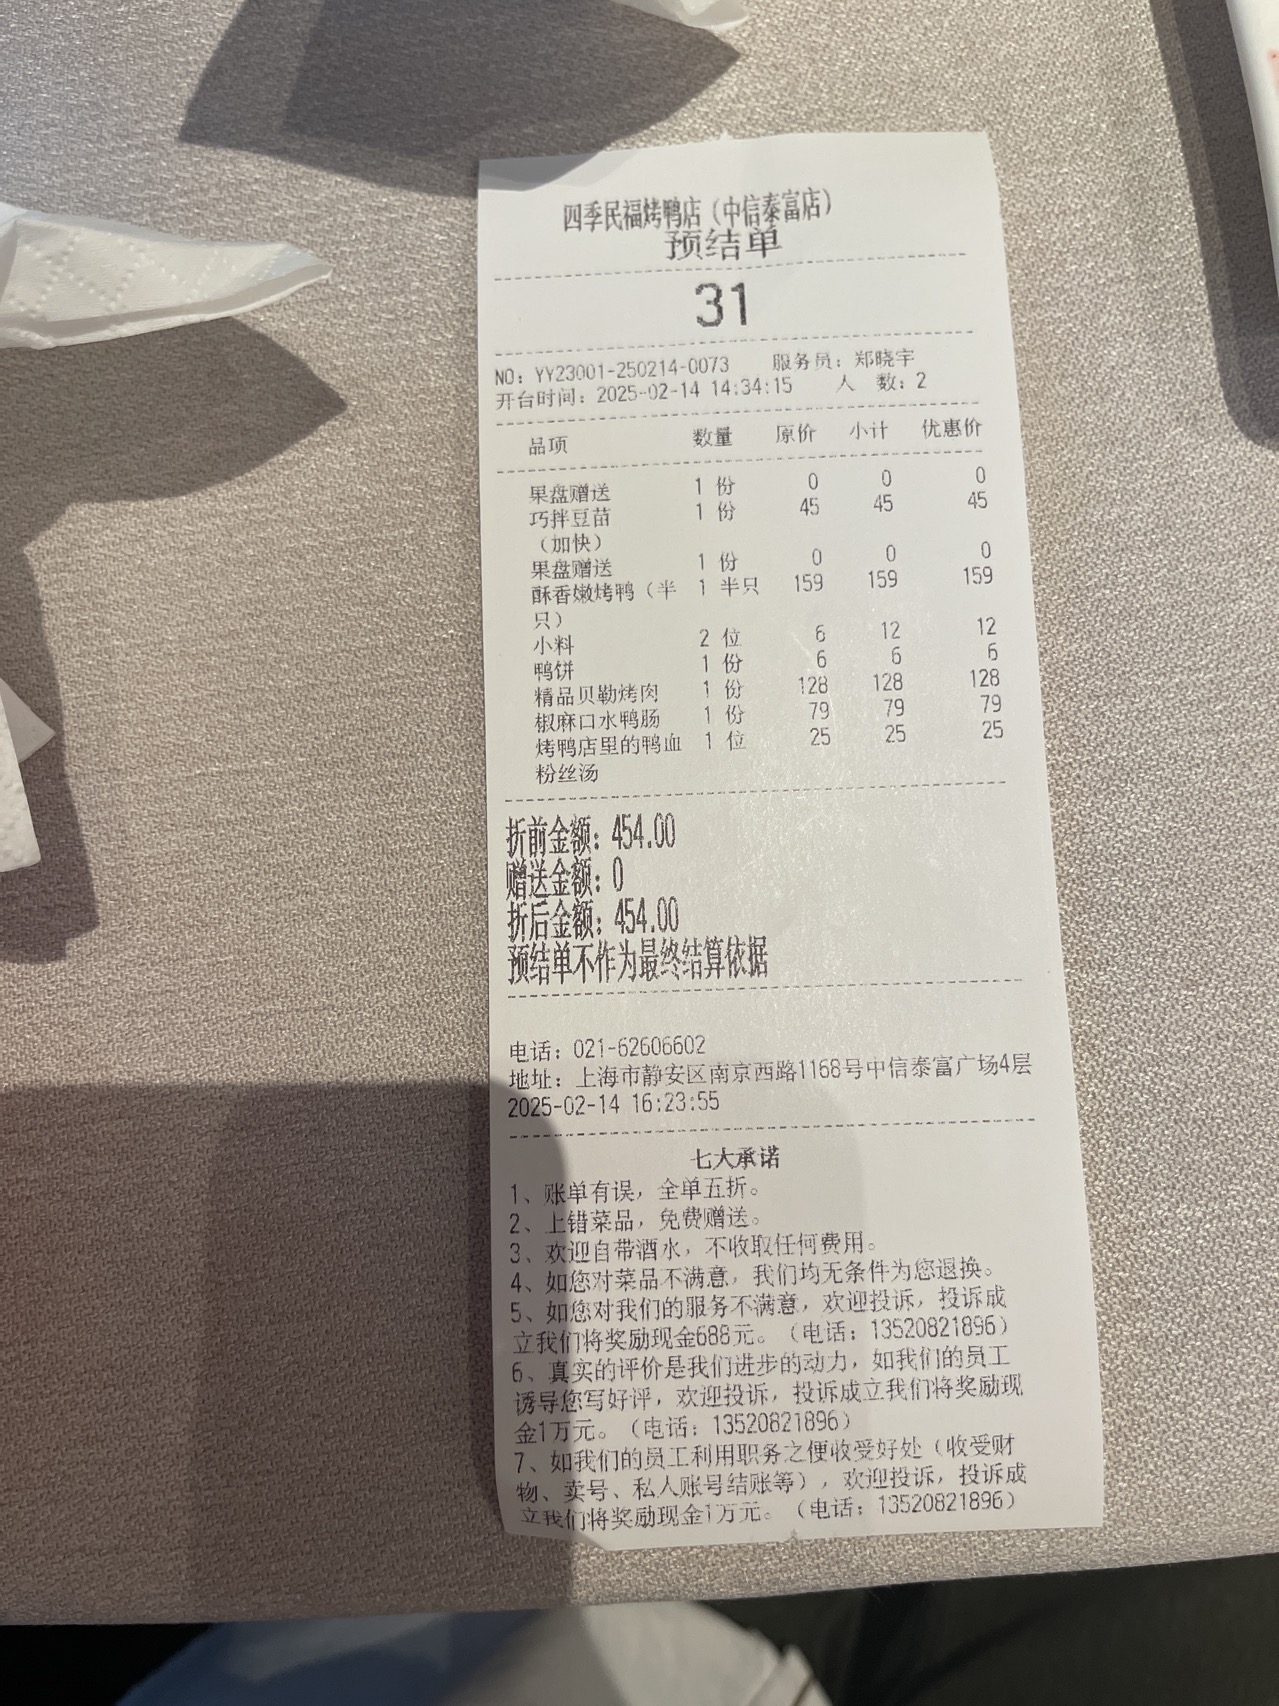 四季民福烤鸭店（中信泰富店）
预结单
31
NO：YY23001-250214-0073 服务员：郑晓宇
开台时间：2025-02-14 14:34:15 人 数：2
品项 数量 原价 小计 优惠价
果盘赠送 1 份 0 0 0
巧拌豆苗 1 份 45 45 45
（加快）
果盘赠送 1 份 0 0 0
酥香嫩烤鸭（半 1 半只 159 159 159
只）
小料 2 位 6 12 12
鸭饼 1 份 6 6 6
精品贝勒烤肉 1 份 128 128 128
椒麻口水鸭肠 1 份 79 79 79
烤鸭店里的鸭血 1 位 25 25 25
粉丝汤
折前金额：454.00
赠送金额：0
折后金额：454.00
预结单不作为最终结算依据
电话：021-62606602
地址：上海市静安区南京西路1168号中信泰富广场4层
2025-02-14 16:23:55
七大承诺
1、账单有误，全单五折。
2、上错菜品，免费赠送。
3、欢迎自带酒水，不收取任何费用。
4、如您对菜品不满意，我们均无条件为您退换。
5、如您对我们的服务不满意，欢迎投诉，投诉成
立我们将奖励现金688元。（电话：13520821896）
6、真实的评价是我们进步的动力，如我们的员工
诱导您写好评，欢迎投诉，投诉成立我们将奖励现
金1万元。（电话：13520821896）
7、如我们的员工利用职务之便收受好处（收受财
物、卖号、私人账号结账等），欢迎投诉，投诉成
立我们将奖励现金1万元。（电话：13520821896）